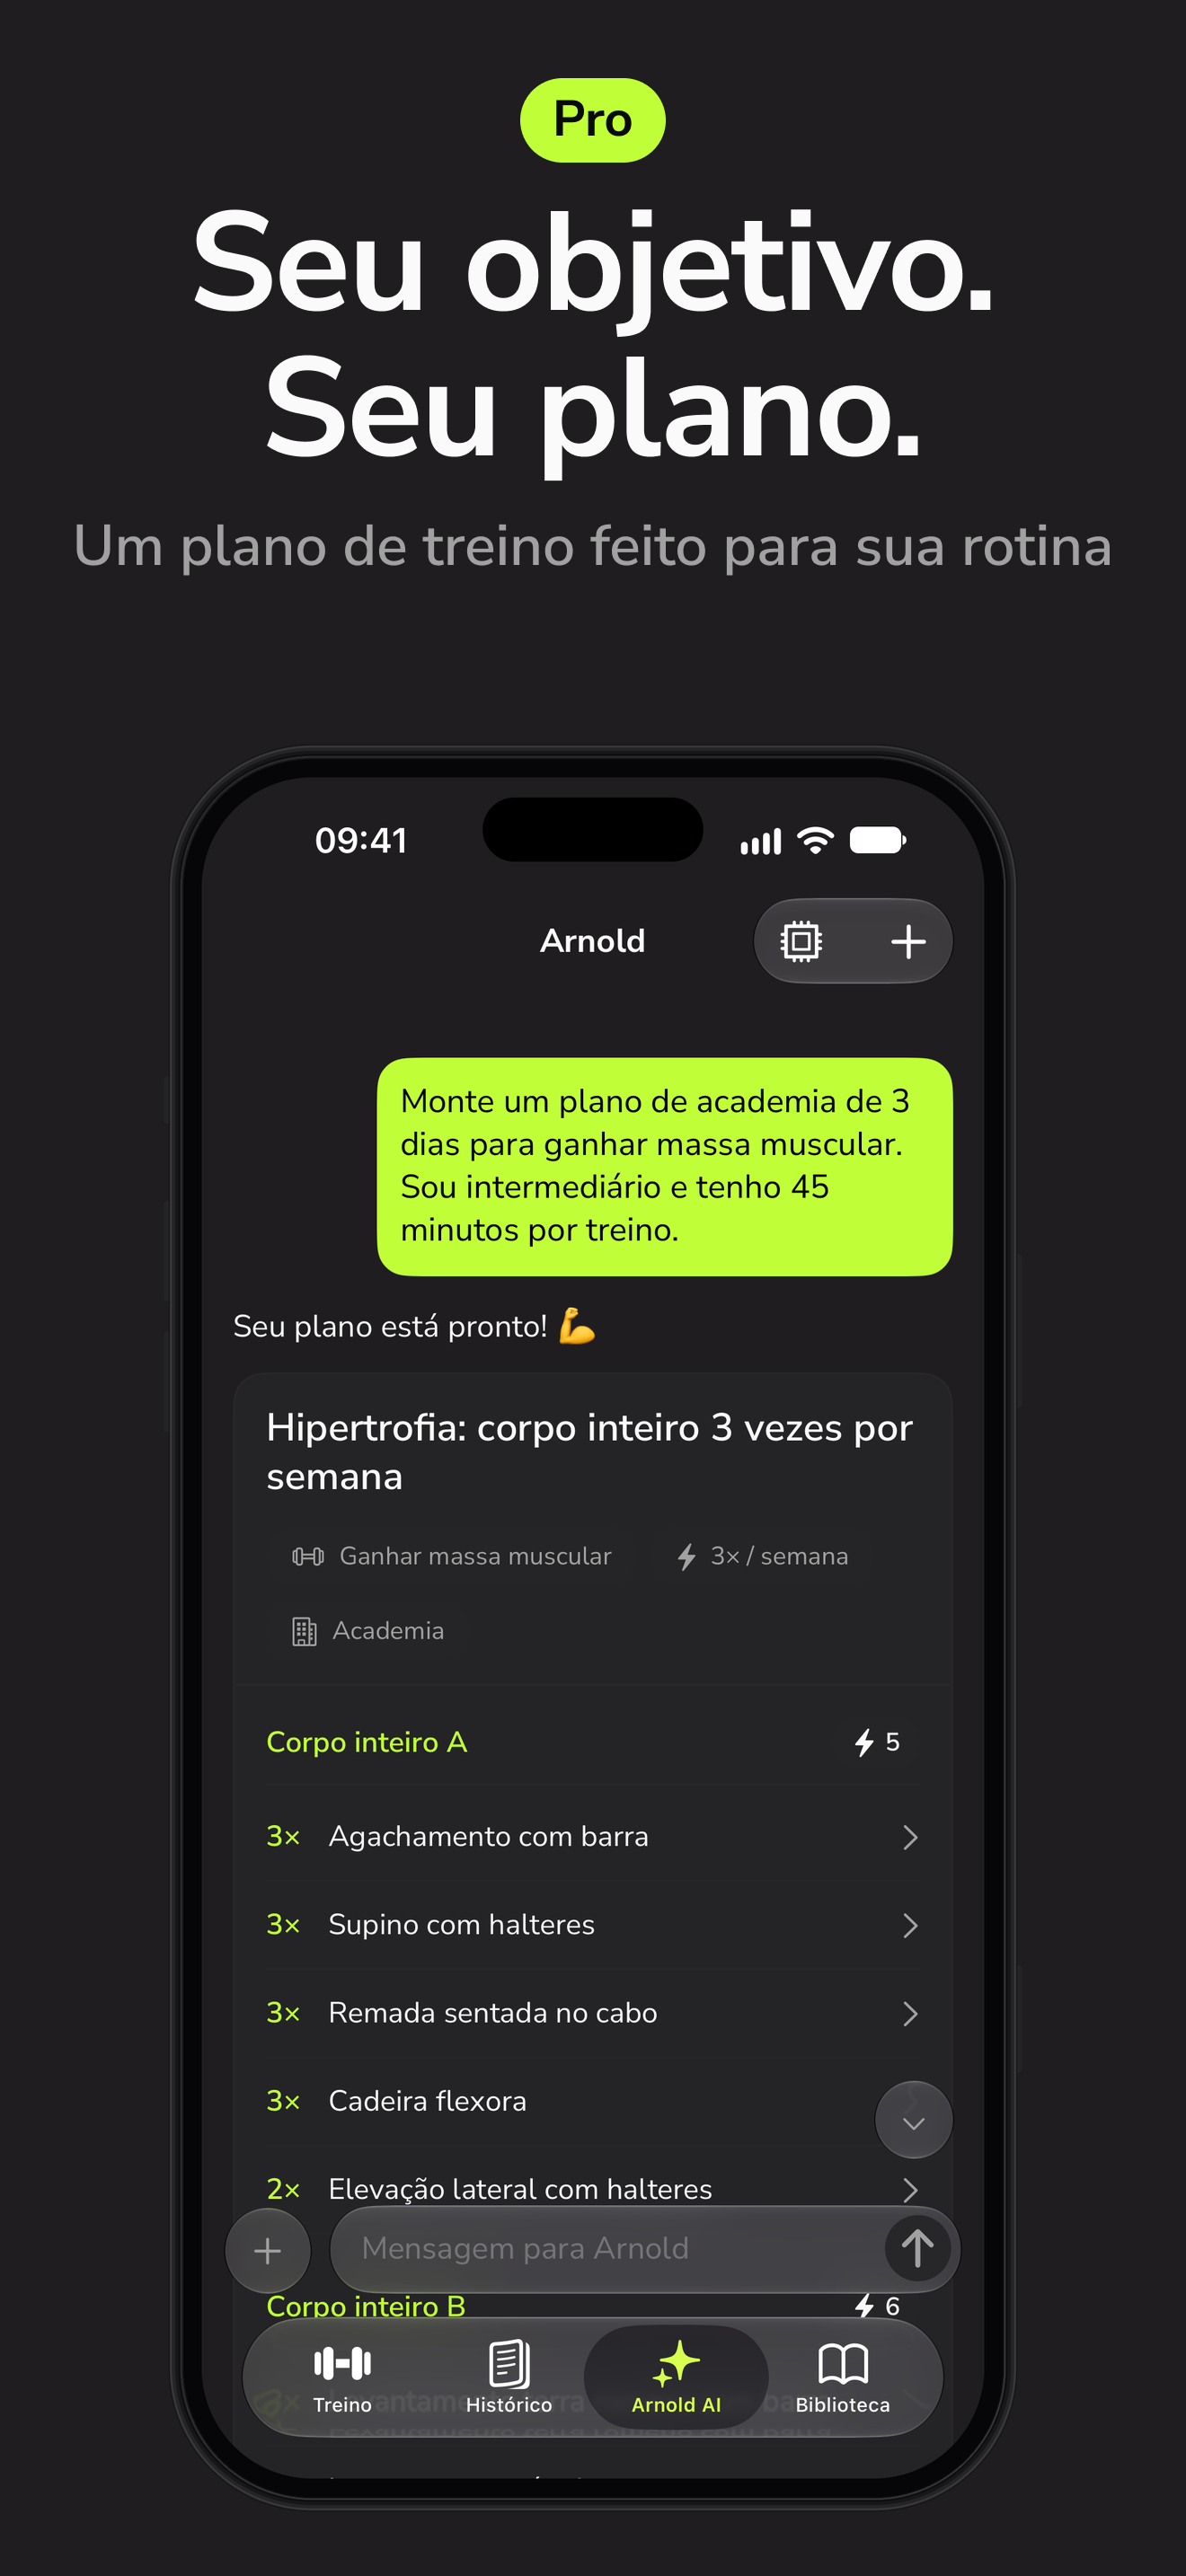 Pro
Seu objetivo.
Seu plano.
Um plano de treino feito para sua rotina
09:41
Arnold
Monte um plano de academia de 3
dias para ganhar massa muscular.
Sou intermediário e tenho 45
minutos por treino.
Seu plano está pronto! 💪
Hipertrofia: corpo inteiro 3 vezes por
semana
Ganhar massa muscular
3× / semana
Academia
Corpo inteiro A
5
3× Agachamento com barra
3× Supino com halteres
3× Remada sentada no cabo
3× Cadeira flexora
2× Elevação lateral com halteres
Mensagem para Arnold
Corpo inteiro B
6
Treino
Histórico
Arnold AI
Biblioteca